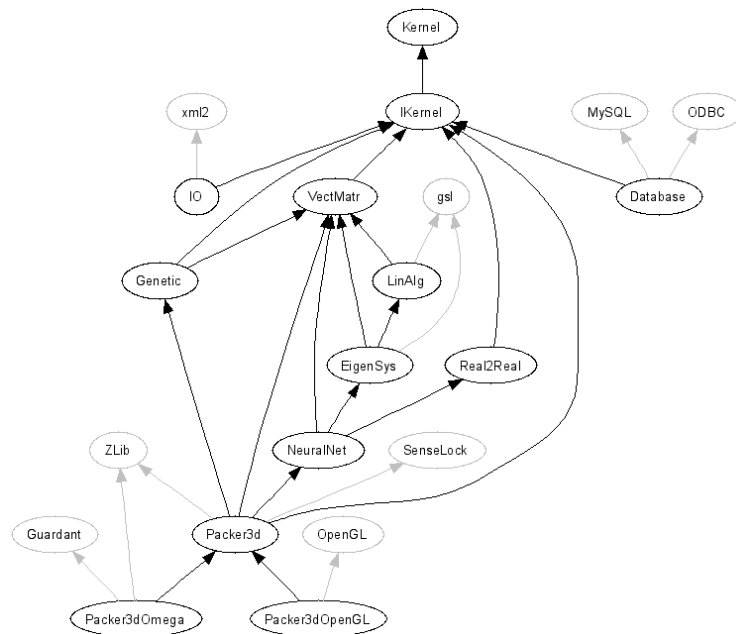 Kernel
xml2
IKernel
MySQL
ODBC
IO
VectMatr
gsl
Database
Genetic
LinAlg
EigenSys
Real2Real
ZLib
NeuralNet
SenseLock
Guardant
Packer3d
OpenGL
Packer3dOmega
Packer3dOpenGL